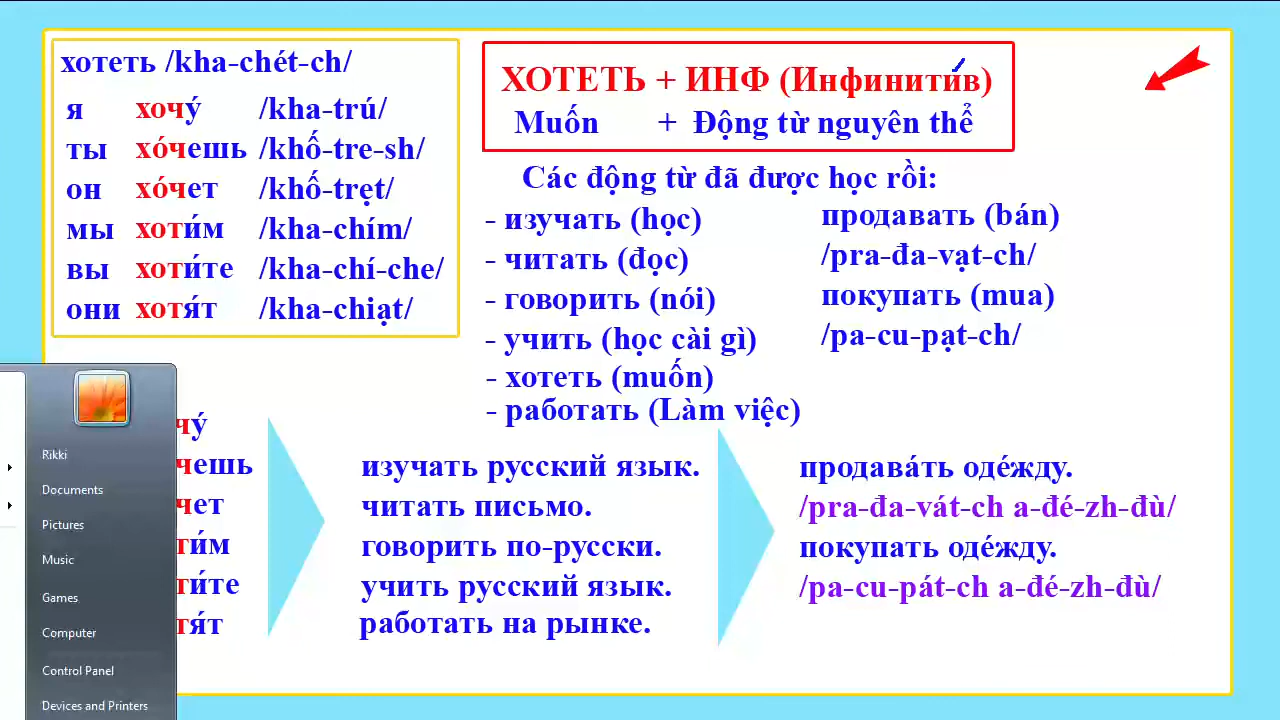 хотеть /kha-chét-ch/
я хочу́ /kha-trú/
ты хо́чешь /khố-tre-sh/
он хо́чет /khố-trẹt/
мы хоти́м /kha-chím/
вы хоти́те /kha-chí-che/
они хотя́т /kha-chiạt/
ХОТЕТЬ + ИНФ (Инфинитив)
Muốn + Động từ nguyên thể
Các động từ đã được học rồi:
- изучать (học)
- читать (đọc)
- говорить (nói)
- учить (học cài gì)
- хотеть (muốn)
- работать (Làm việc)
продавать (bán)
/pra-đa-vạt-ch/
покупать (mua)
/pa-cu-pạt-ch/
чу́
чешь
чет
ти́м
ти́те
тя́т
изучать русский язык.
читать письмо.
говорить по-русски.
учить русский язык.
работать на рынке.
продава́ть оде́жду.
/pra-đa-vát-ch a-đé-zh-đù/
покупать оде́жду.
/pa-cu-pát-ch a-đé-zh-đù/
Rikki
Documents
Pictures
Music
Games
Computer
Control Panel
Devices and Printers